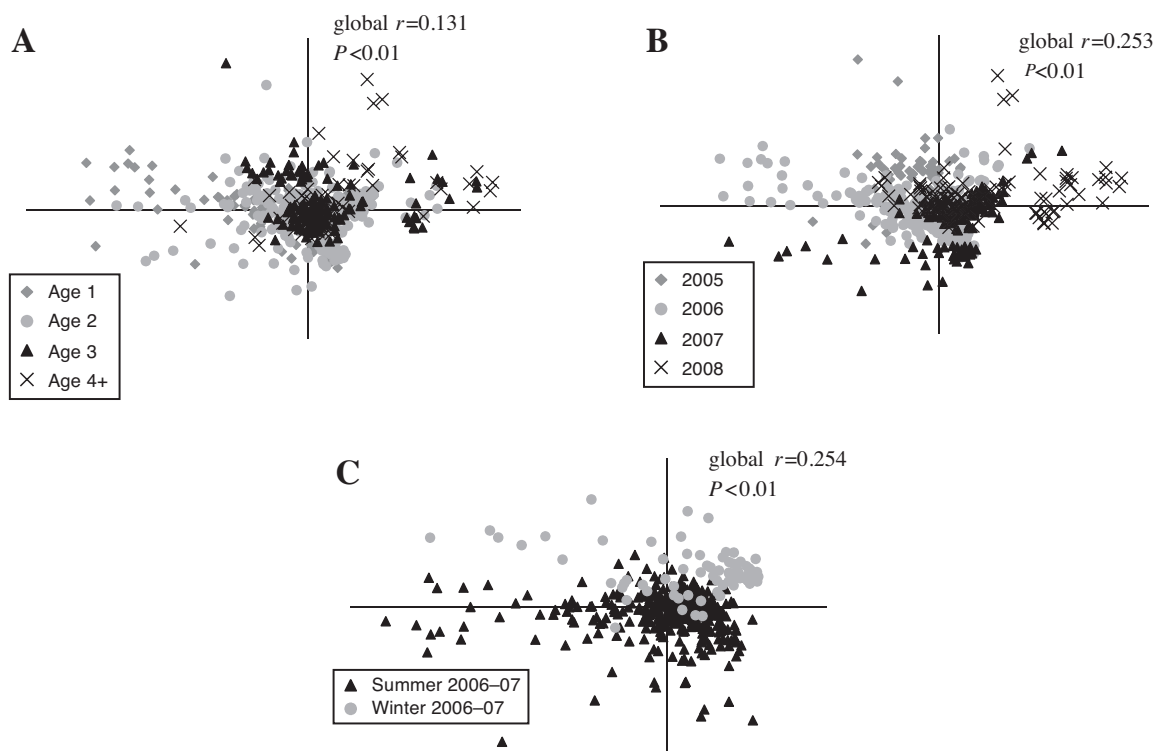 A
global r=0.131
P<0.01
Age 1
Age 2
Age 3
Age 4+
B
global r=0.253
P<0.01
2005
2006
2007
2008
C
global r=0.254
P<0.01
Summer 2006–07
Winter 2006–07